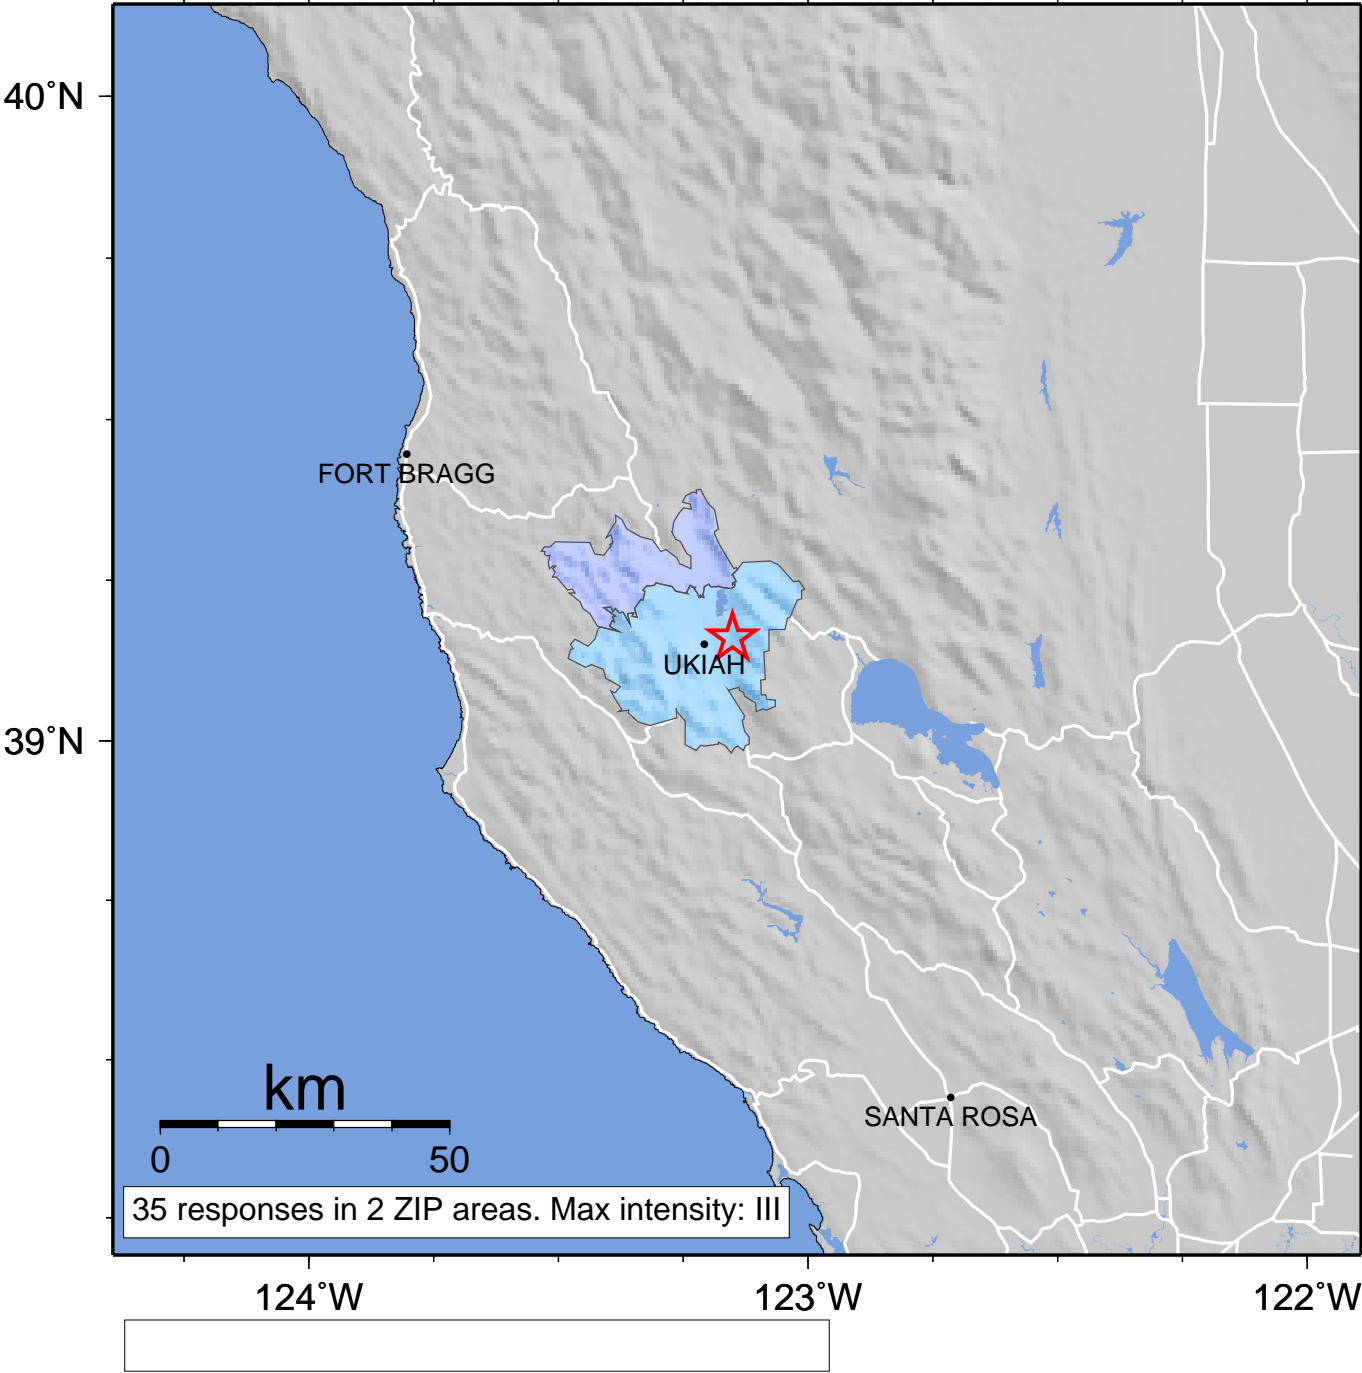 40°N
FORT BRAGG
UKIAH
39°N
km
SANTA ROSA
0 50
35 responses in 2 ZIP areas. Max intensity: III
124°W 123°W 122°W